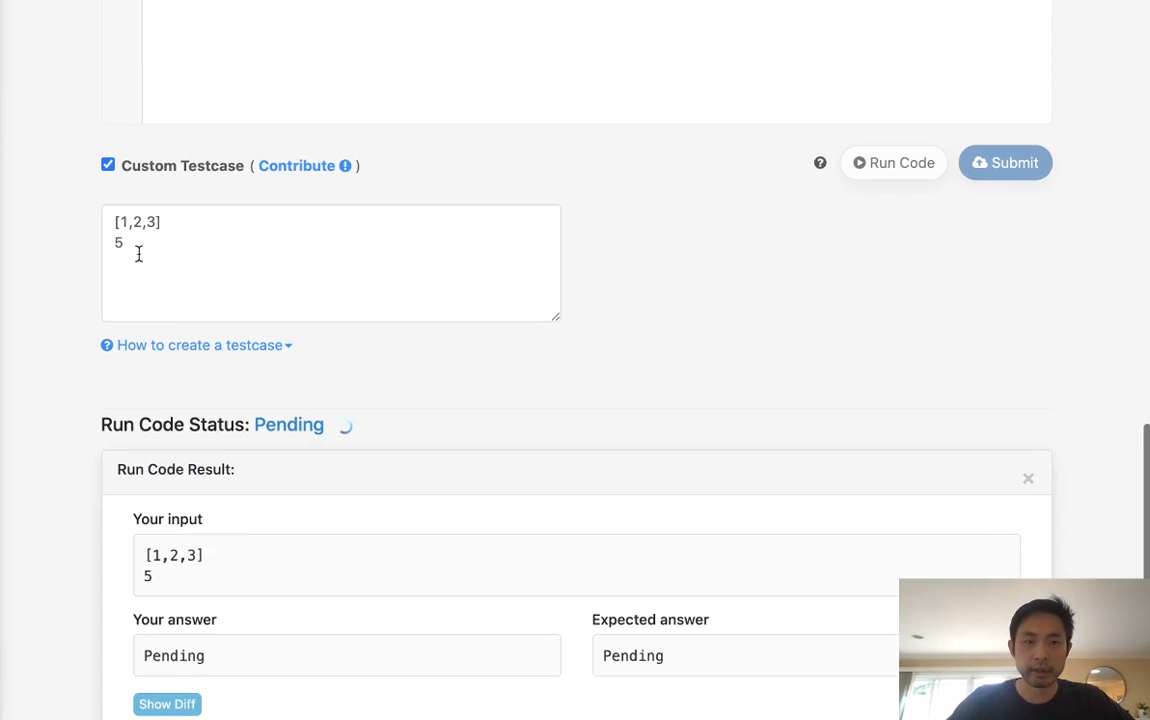 Custom Testcase ( Contribute )
Run Code
Submit
[1,2,3]
5
How to create a testcase
Run Code Status: Pending
Run Code Result:
×
Your input
[1,2,3]
5
Your answer
Expected answer
Pending
Pending
Show Diff